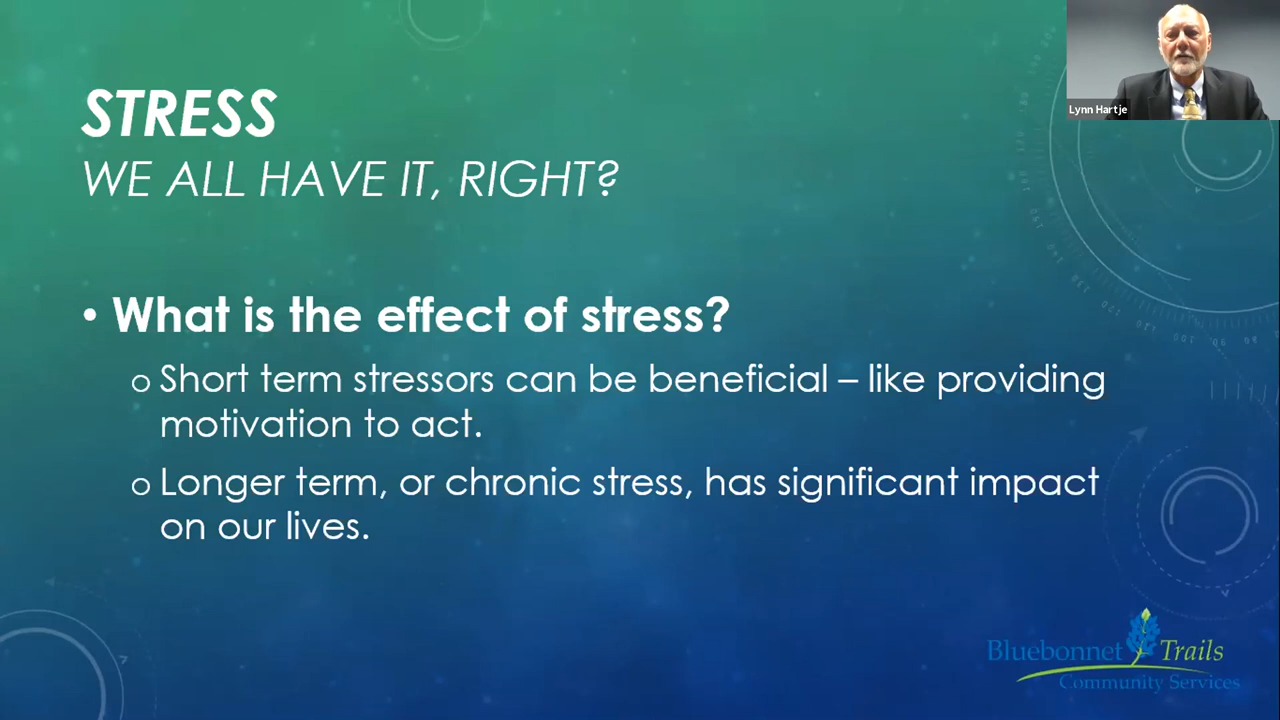 Lynn Hartje
STRESS
WE ALL HAVE IT, RIGHT?
• What is the effect of stress?
o Short term stressors can be beneficial – like providing
motivation to act.
o Longer term, or chronic stress, has significant impact
on our lives.
Bluebonnet Trails
Community Services